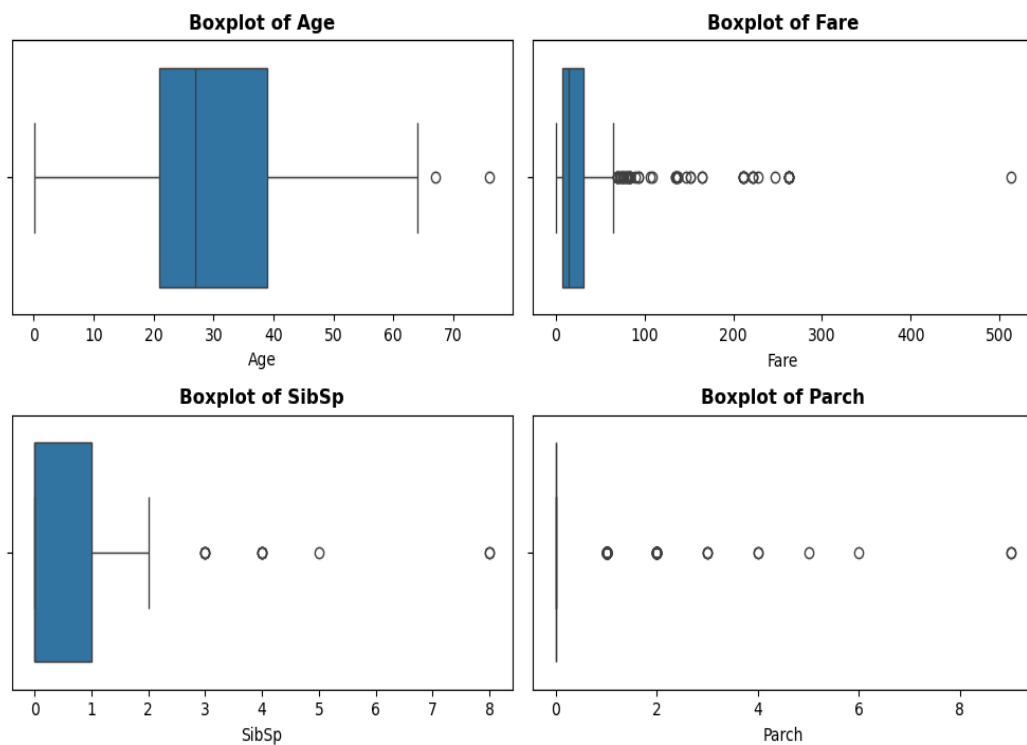 Boxplot of Age
0 10 20 30 40 50 60 70
Age
Boxplot of Fare
0 100 200 300 400 500
Fare
Boxplot of SibSp
0 1 2 3 4 5 6 7 8
SibSp
Boxplot of Parch
0 2 4 6 8
Parch